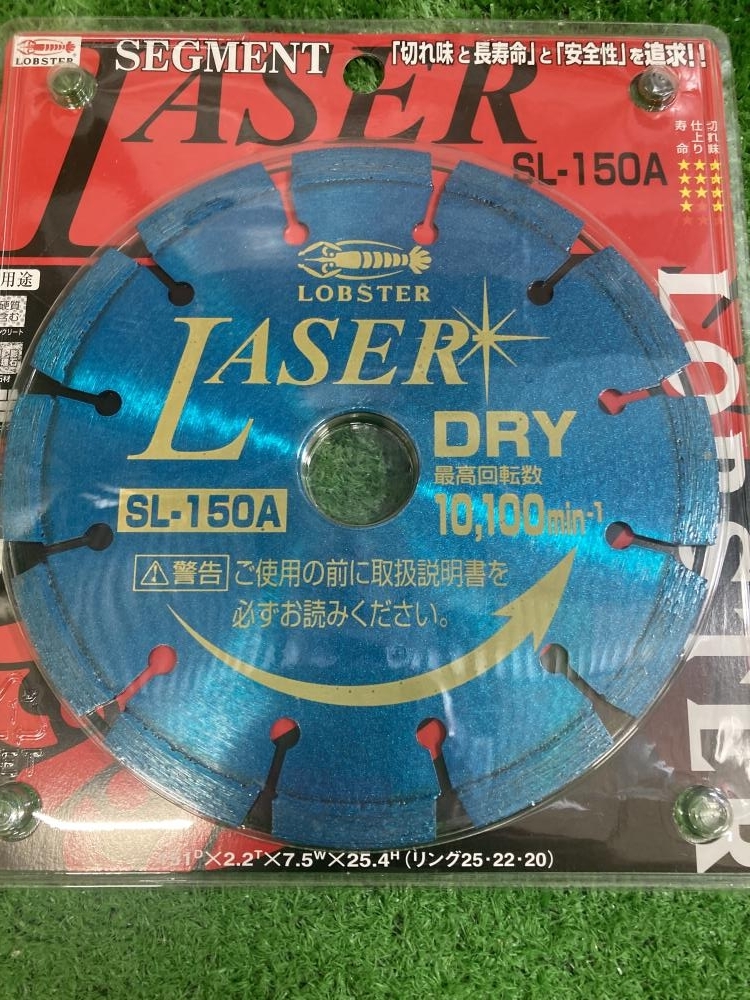 LOBSTER
SEGMENT
「切れ味と長寿命」と「安全性」を追求!!
LASER
SL-150A
切れ味
仕上り
寿命
用途
硬質
含む
LOBSTER
LOBSTER
LASER
DRY
最高回転数
SL-150A
10,100min-1
警告 ご使用の前に取扱説明書を
必ずお読みください。
×2.2T×7.5W×25.4H(リング25・22・20)